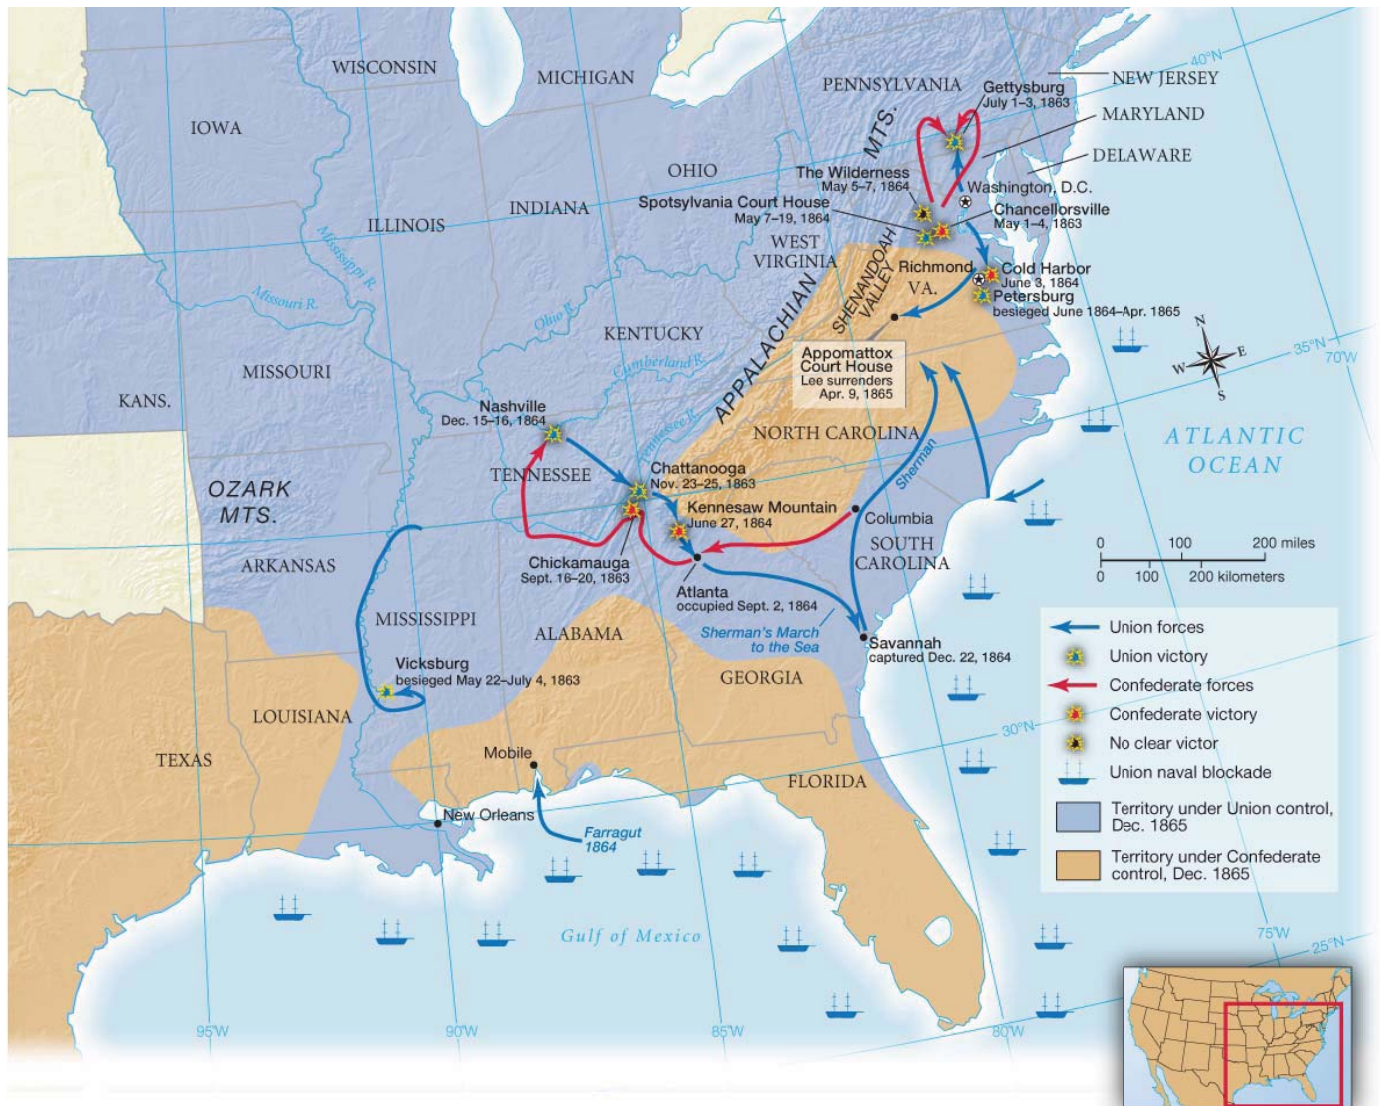 WISCONSIN
MICHIGAN
PENNSYLVANIA
40°N
NEW JERSEY
Gettysburg
July 1–3, 1863
MARYLAND
IOWA
MTS.
DELAWARE
OHIO
The Wilderness
May 5–7, 1864
Washington, D.C.
Spotsylvania Court House
May 7–19, 1864
Chancellorsville
May 1–4, 1863
INDIANA
ILLINOIS
Mississippi R.
WEST
VIRGINIA
SHENANDOAH
VALLEY
Richmond
VA.
Cold Harbor
June 3, 1864
Petersburg
besieged June 1864–Apr. 1865
Missouri R.
Ohio R.
KENTUCKY
APPALACHIAN
N
W
E
S
35°N
70°W
Appomattox
Court House
Lee surrenders
Apr. 9, 1865
Cumberland R.
MISSOURI
KANS.
Nashville
Dec. 15–16, 1864
Tennessee R.
NORTH CAROLINA
Sherman
ATLANTIC
OCEAN
TENNESSEE
Chattanooga
Nov. 23–25, 1863
OZARK
MTS.
Kennesaw Mountain
June 27, 1864
Columbia
SOUTH
CAROLINA
0 100 200 miles
0 100 200 kilometers
ARKANSAS
Chickamauga
Sept. 16–20, 1863
Atlanta
occupied Sept. 2, 1864
MISSISSIPPI
ALABAMA
Sherman's March
to the Sea
Savannah
captured Dec. 22, 1864
Vicksburg
besieged May 22–July 4, 1863
GEORGIA
LOUISIANA
30°N
TEXAS
Mobile
FLORIDA
New Orleans
Farragut
1864
Gulf of Mexico
75°W
25°N
95°W
90°W
85°W
80°W
Union forces
Union victory
Confederate forces
Confederate victory
No clear victor
Union naval blockade
Territory under Union control,
Dec. 1865
Territory under Confederate
control, Dec. 1865